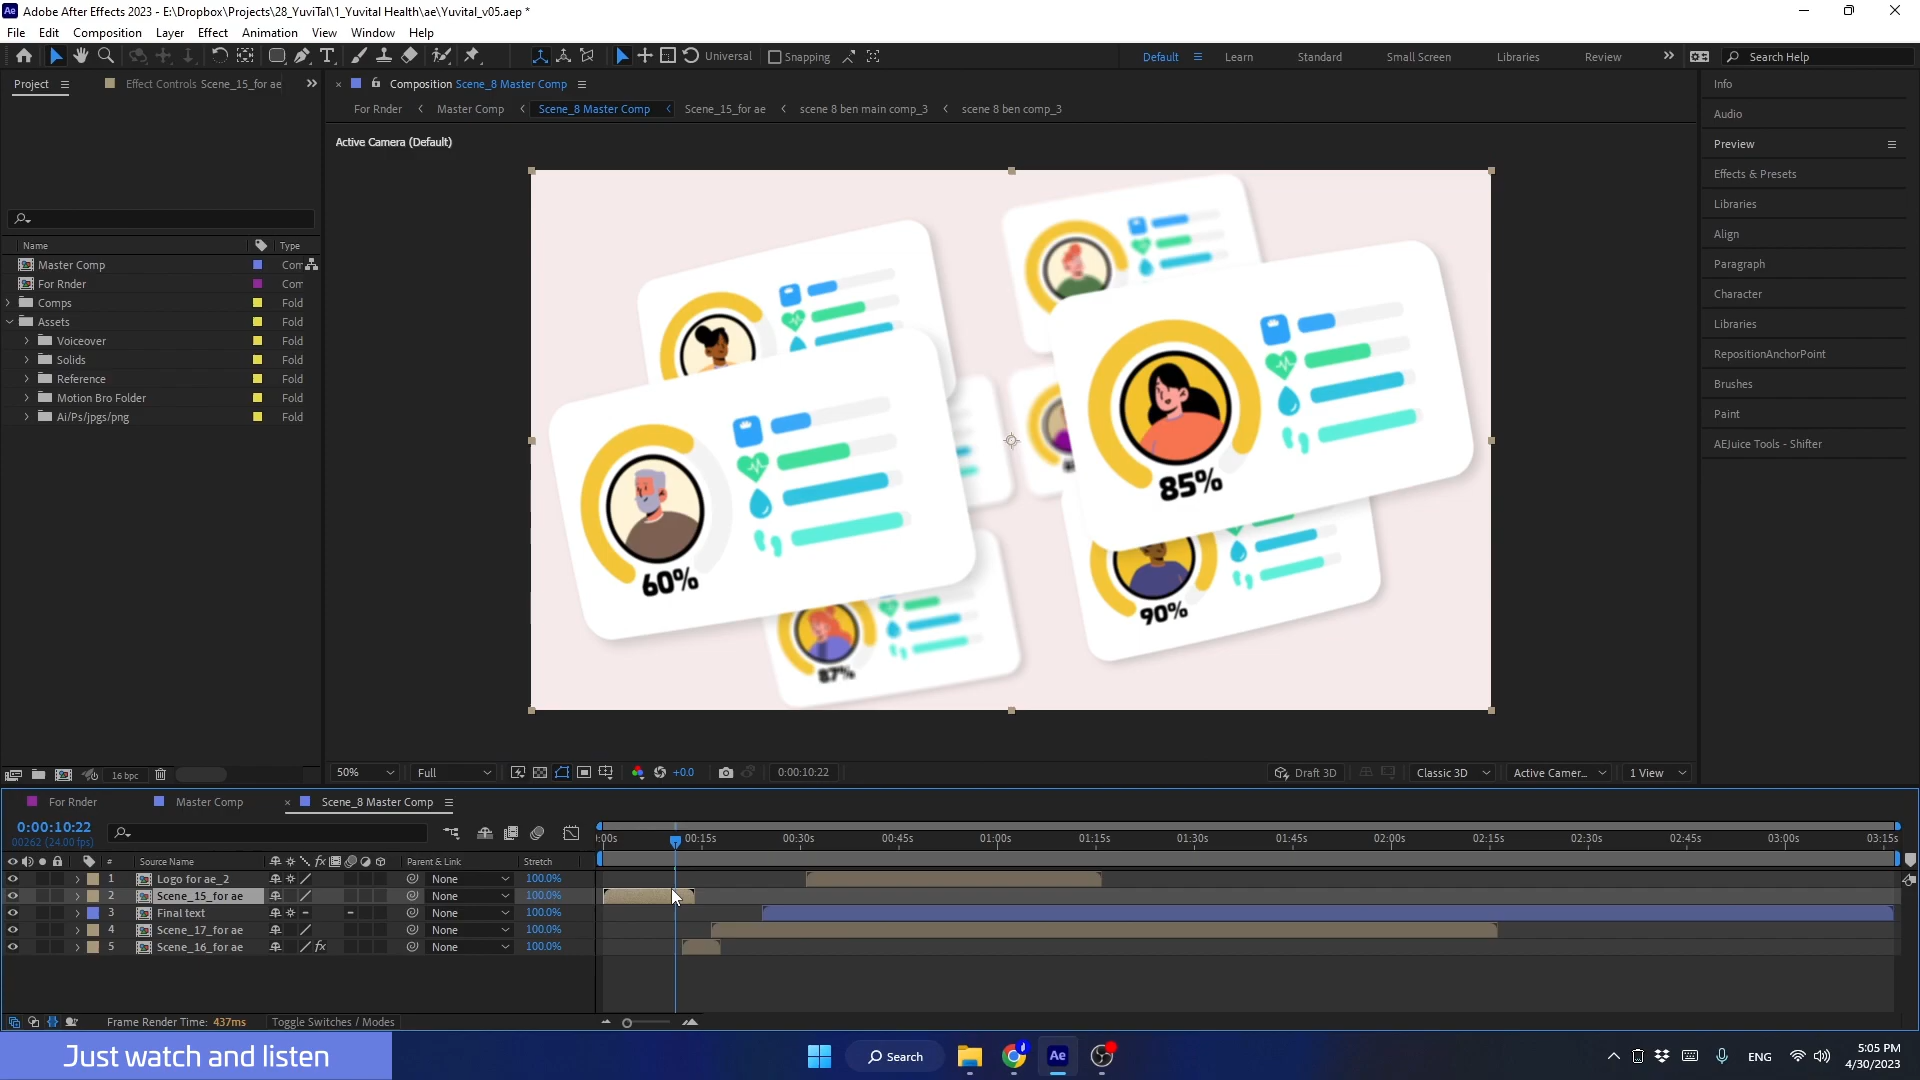 Adobe After Effects 2023 - E:\Dropbox\Projects\28_YuviTal\1_Yuvital Health\ae\Yuvital_v05.aep *
File Edit Composition Layer Effect Animation View Window Help
Universal Snapping Default Learn Standard Small Screen Libraries Review Search Help
Project Effect Controls Scene_15_for ae
Composition Scene_8 Master Comp
For Rnder Master Comp Scene_8 Master Comp Scene_15_for ae scene 8 ben main comp_3 scene 8 ben comp_3
Active Camera (Default)
Name Type
Master Comp Com
For Rnder Com
Comps Fold
Assets Fold
Voiceover Fold
Solids Fold
Reference Fold
Motion Bro Folder Fold
Ai/Ps/jpgs/png Fold
16 bpc
60%
85%
90%
87%
Info
Audio
Preview
Effects & Presets
Libraries
Align
Paragraph
Character
Libraries
RepositionAnchorPoint
Brushes
Paint
AEJuice Tools - Shifter
50% Full +0.0 0:00:10:22 Draft 3D Classic 3D Active Camer... 1 View
For Rnder Master Comp Scene_8 Master Comp
0:00:10:22
00262 (24.00 fps)
:00s 00:15s 00:30s 00:45s 01:00s 01:15s 01:30s 01:45s 02:00s 02:15s 02:30s 02:45s 03:00s 03:15s
# Source Name fx Parent & Link Stretch
1 Logo for ae_2 None 100.0%
2 Scene_15_for ae None 100.0%
3 Final text None 100.0%
4 Scene_17_for ae None 100.0%
5 Scene_16_for ae fx None 100.0%
Frame Render Time: 437ms Toggle Switches / Modes
Just watch and listen
Search
Ae
ENG
5:05 PM
4/30/2023